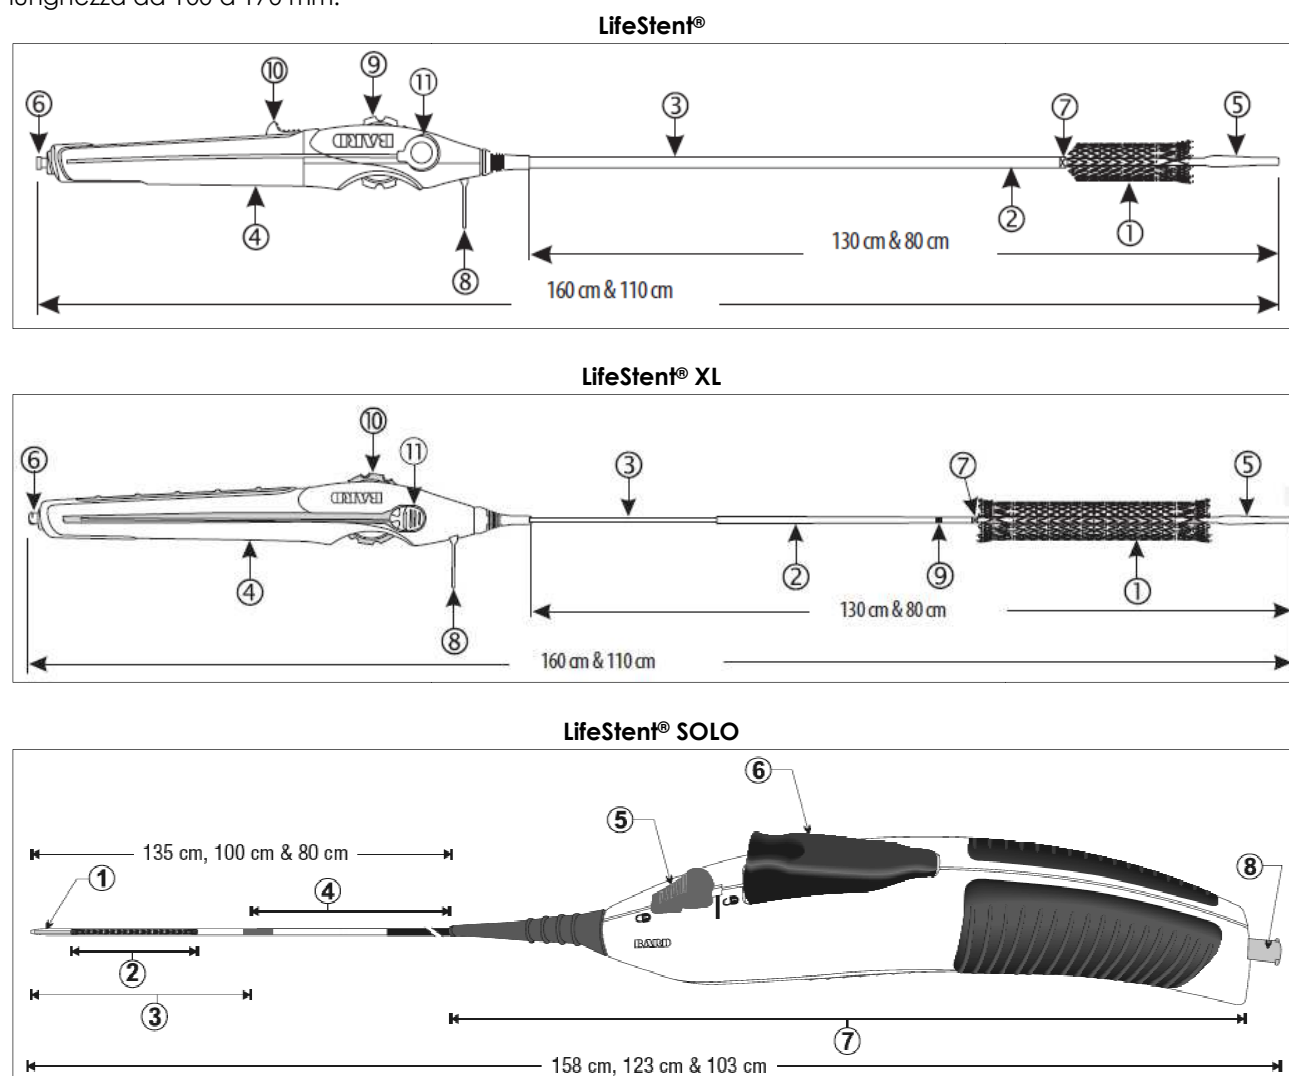 lunghezza da 100 a 170 mm.
LifeStent®
⑩ ⑨ ⑪
⑥ ③ ⑦ ⑤
BARD
④ ② ①
130 cm & 80 cm
⑧
160 cm & 110 cm
LifeStent® XL
⑩
⑪
⑥ ③ ⑦ ⑤
BARD
④ ② ⑨ ①
130 cm & 80 cm
⑧
160 cm & 110 cm
LifeStent® SOLO
⑥
⑤
135 cm, 100 cm & 80 cm
① ④ ⑧
BARD
②
③
⑦
158 cm, 123 cm & 103 cm